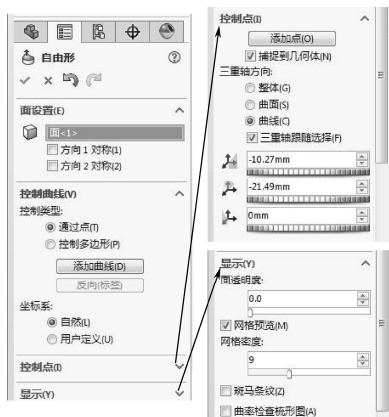 自由形
面设置(E)
面<1>
方向 1 对称(1)
方向 2 对称(2)
控制曲线(V)
控制类型:
通过点(T)
控制多边形(P)
添加曲线(D)
反向(标签)
坐标系:
自然(L)
用户定义(U)
控制点(I)
显示(Y)
控制点(I)
添加点(O)
捕捉到几何体(N)
三重轴方向:
整体(G)
曲面(S)
曲线(C)
三重轴跟随选择(F)
-10.27mm
-21.49mm
0mm
显示(Y)
面透明度:
0.0
网格预览(M)
网格密度:
9
斑马条纹(Z)
曲率检查梳形图(A)